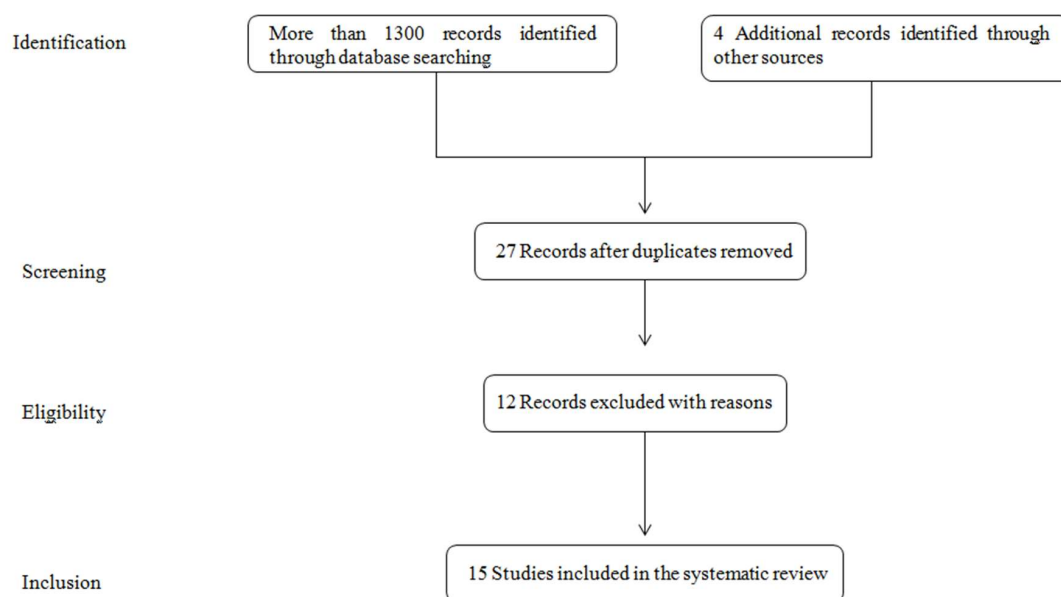 Identification
More than 1300 records identified
through database searching
4 Additional records identified through
other sources
Screening
27 Records after duplicates removed
Eligibility
12 Records excluded with reasons
Inclusion
15 Studies included in the systematic review